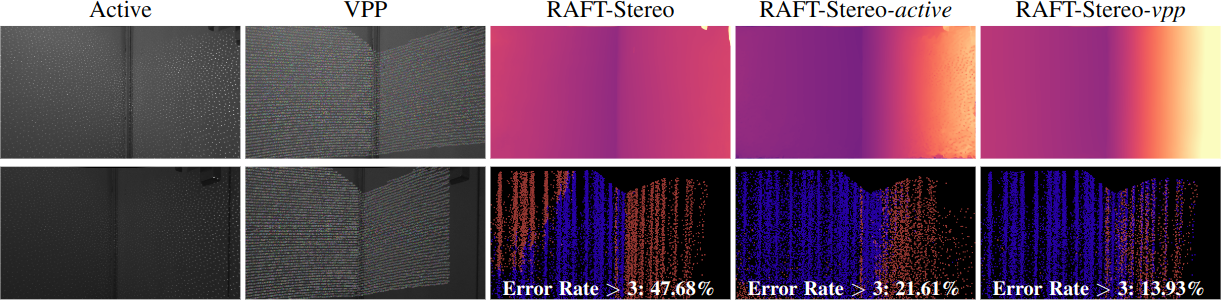 Active VPP RAFT-Stereo RAFT-Stereo-active RAFT-Stereo-vpp
Error Rate > 3: 47.68% Error Rate > 3: 21.61% Error Rate > 3: 13.93%